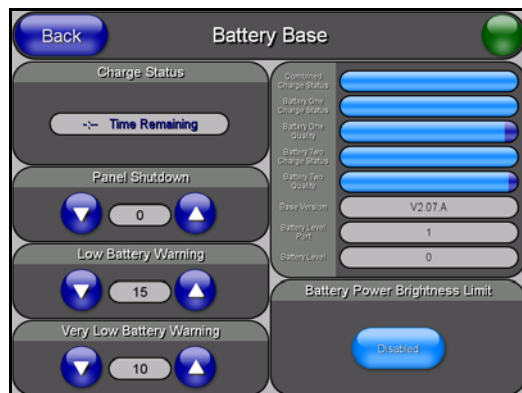 Back
Battery Base
Charge Status
-:-- Time Remaining
Panel Shutdown
0
Low Battery Warning
15
Very Low Battery Warning
10
Combined
Charge Status
Battery One
Charge Status
Battery One
Quality
Battery Two
Charge Status
Battery Two
Quality
Base Version
V2.07.A
Battery Level
Port
1
Battery Level
0
Battery Power Brightness Limit
Disabled